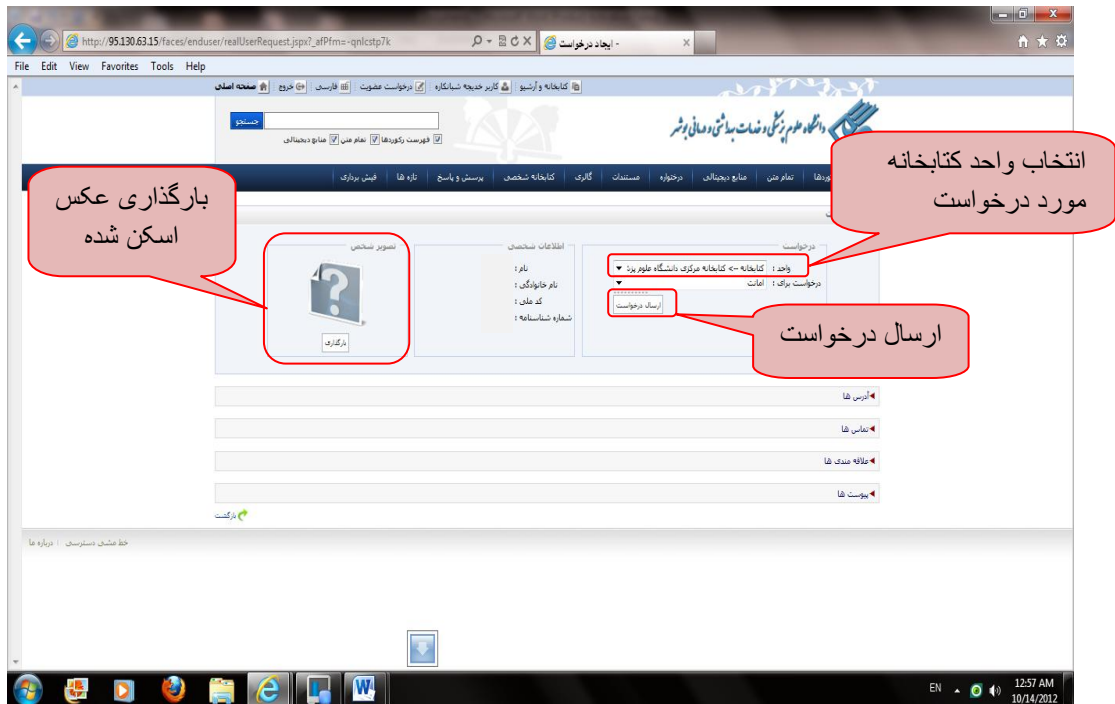 http://95.130.63.15/faces/enduser/realUserRequest.jspx?_afPfm=-qnlcstp7k
ایجاد درخواست -
File Edit View Favorites Tools Help
کتابخانه و آرشیو | کاربر خدیجه شبانکاره | درخواست عضویت | فارسی | خروج | صفحه اصلی
دانشگاه علوم پزشکی و خدمات بهداشتی و درمانی بوشهر
جستجو
فهرست رکوردها تمام متن منابع دیجیتالی
تمام متن | منابع دیجیتالی | درختواره | مستندات | گالری | کتابخانه شخصی | پرسش و پاسخ | تازه ها | فیش برداری
انتخاب واحد کتابخانه
مورد درخواست
بارگذاری عکس
اسکن شده
درخواست
واحد : کتابخانه --> کتابخانه مرکزی دانشگاه علوم پزش
درخواست برای : امانت
ارسال درخواست
ارسال درخواست
اطلاعات شخصی
نام :
نام خانوادگی :
کد ملی :
شماره شناسنامه :
تصویر شخص
بارگذاری
آدرس ها
تماس ها
علاقه مندی ها
پیوست ها
بازگشت
خط مشی دسترسی | درباره ما
EN
12:57 AM
10/14/2012